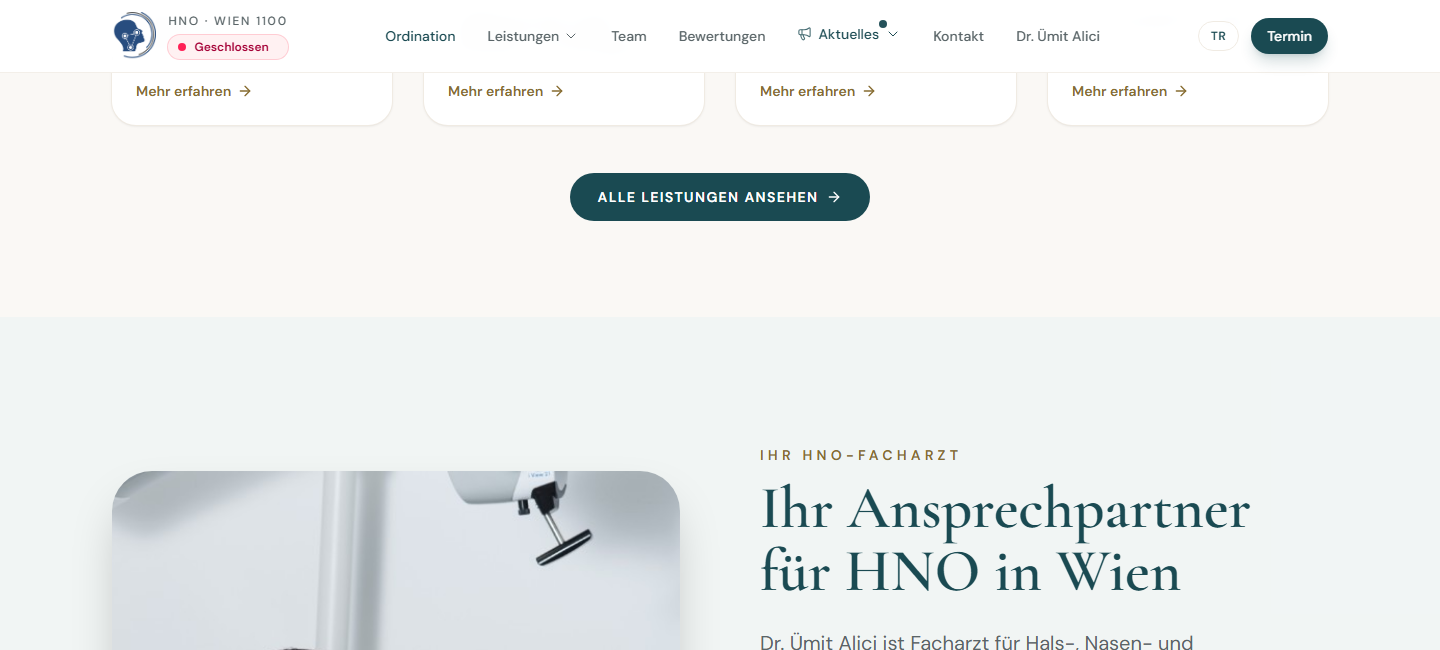 HNO · WIEN 1100
Geschlossen
Ordination
Leistungen
Team
Bewertungen
Aktuelles
Kontakt
Dr. Ümit Alici
TR
Termin
Mehr erfahren →
Mehr erfahren →
Mehr erfahren →
Mehr erfahren →
ALLE LEISTUNGEN ANSEHEN →
IHR HNO-FACHARZT
Ihr Ansprechpartner
für HNO in Wien
Dr. Ümit Alici ist Facharzt für Hals-, Nasen- und